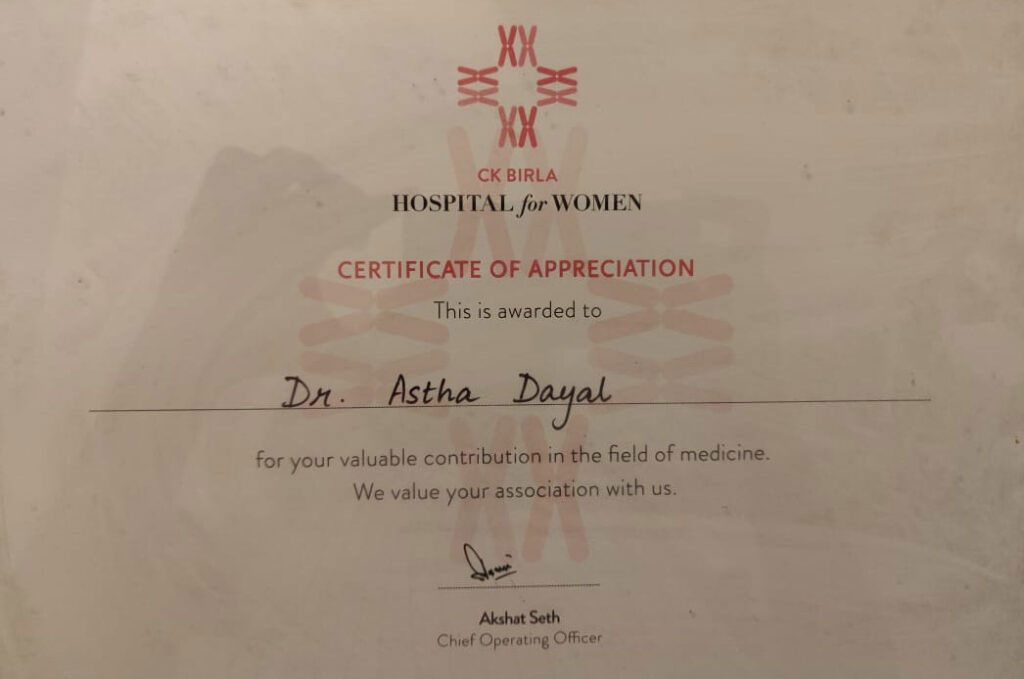 CK BIRLA
HOSPITAL for WOMEN
CERTIFICATE OF APPRECIATION
This is awarded to
Dr. Astha Dayal
for your valuable contribution in the field of medicine.
We value your association with us.
Akshat Seth
Chief Operating Officer